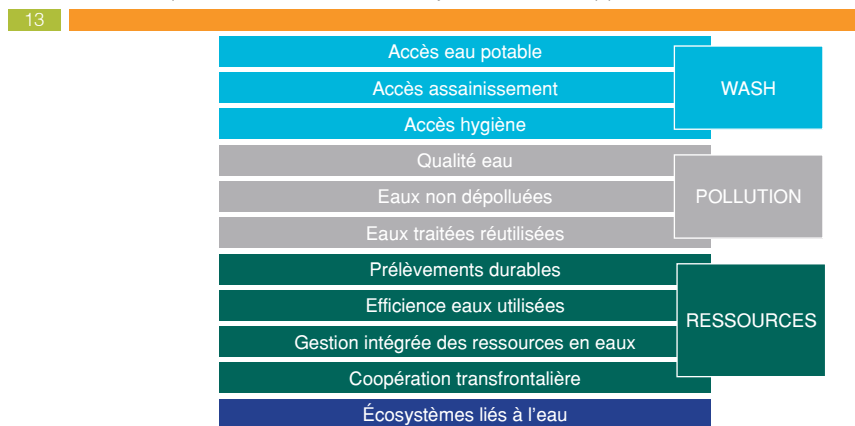 13
Accès eau potable
Accès assainissement
Accès hygiène
WASH
Qualité eau
Eaux non dépolluées
Eaux traitées réutilisées
POLLUTION
Prélèvements durables
Efficience eaux utilisées
Gestion intégrée des ressources en eaux
Coopération transfrontalière
RESSOURCES
Écosystèmes liés à l'eau